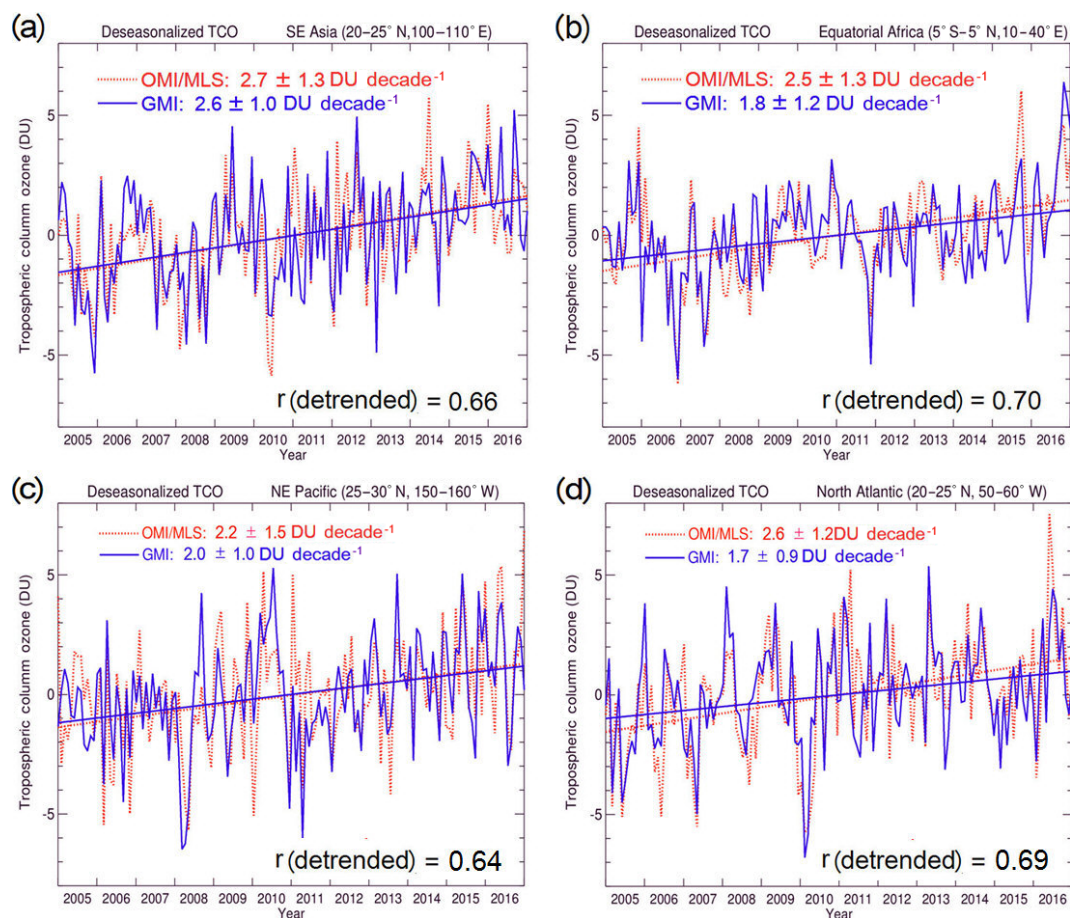 (a) Deseasonalized TCO SE Asia (20–25° N,100–110° E)
OMI/MLS: 2.7 ± 1.3 DU decade⁻¹
GMI: 2.6 ± 1.0 DU decade⁻¹
5
0
-5
Tropospheric column ozone (DU)
r (detrended) = 0.66
2005 2006 2007 2008 2009 2010 2011 2012 2013 2014 2015 2016
Year
(b) Deseasonalized TCO Equatorial Africa (5° S–5° N,10–40° E)
OMI/MLS: 2.5 ± 1.3 DU decade⁻¹
GMI: 1.8 ± 1.2 DU decade⁻¹
5
0
-5
Tropospheric column ozone (DU)
r (detrended) = 0.70
2005 2006 2007 2008 2009 2010 2011 2012 2013 2014 2015 2016
Year
(c) Deseasonalized TCO NE Pacific (25–30° N, 150–160° W)
OMI/MLS: 2.2 ± 1.5 DU decade⁻¹
GMI: 2.0 ± 1.0 DU decade⁻¹
5
0
-5
Tropospheric column ozone (DU)
r (detrended) = 0.64
2005 2006 2007 2008 2009 2010 2011 2012 2013 2014 2015 2016
Year
(d) Deseasonalized TCO North Atlantic (20–25° N, 50–60° W)
OMI/MLS: 2.6 ± 1.2DU decade⁻¹
GMI: 1.7 ± 0.9 DU decade⁻¹
5
0
-5
Tropospheric column ozone (DU)
r (detrended) = 0.69
2005 2006 2007 2008 2009 2010 2011 2012 2013 2014 2015 2016
Year